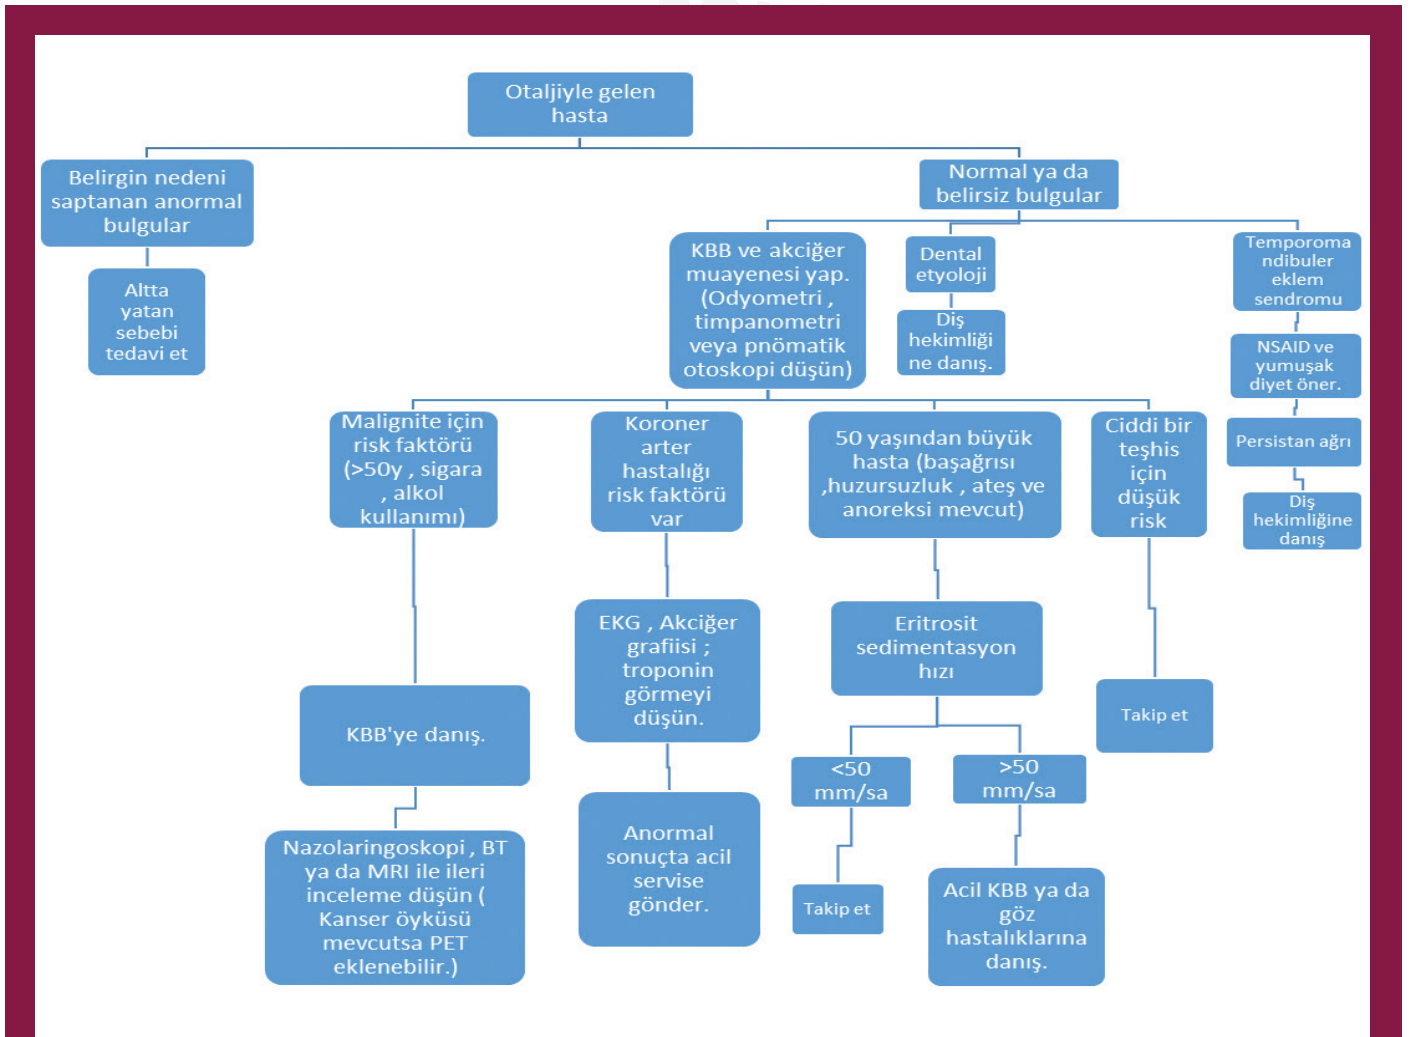 Otaljiyle gelen
hasta
Belirgin nedeni
saptanan anormal
bulgular
Altta
yatan
sebebi
tedavi et
Normal ya da
belirsiz bulgular
KBB ve akciğer
muayenesi yap.
(Odyometri ,
timpanometri
veya pnömatik
otoskopi düşün)
Dental
etyoloji
Diş
hekimliği
ne danış.
Temporoma
ndibuler
eklem
sendromu
NSAID ve
yumuşak
diyet öner.
Persistan ağrı
Diş
hekimliğine
danış
Malignite için
risk faktörü
(>50y , sigara
, alkol
kullanımı)
KBB'ye danış.
Nazolaringoskopi , BT
ya da MRI ile ileri
inceleme düşün (
Kanser öyküsü
mevcutsa PET
eklenebilir.)
Koroner
arter
hastalığı
risk faktörü
var
EKG , Akciğer
grafiisi ;
troponin
görmeyi
düşün.
Anormal
sonuçta acil
servise
gönder.
50 yaşından büyük
hasta (başağrısı
,huzursuzluk , ateş ve
anoreksi mevcut)
Eritrosit
sedimentasyon
hızı
<50
mm/sa
Takip et
>50
mm/sa
Acil KBB ya da
göz
hastalıklarına
danış.
Ciddi bir
teşhis
için
düşük
risk
Takip et